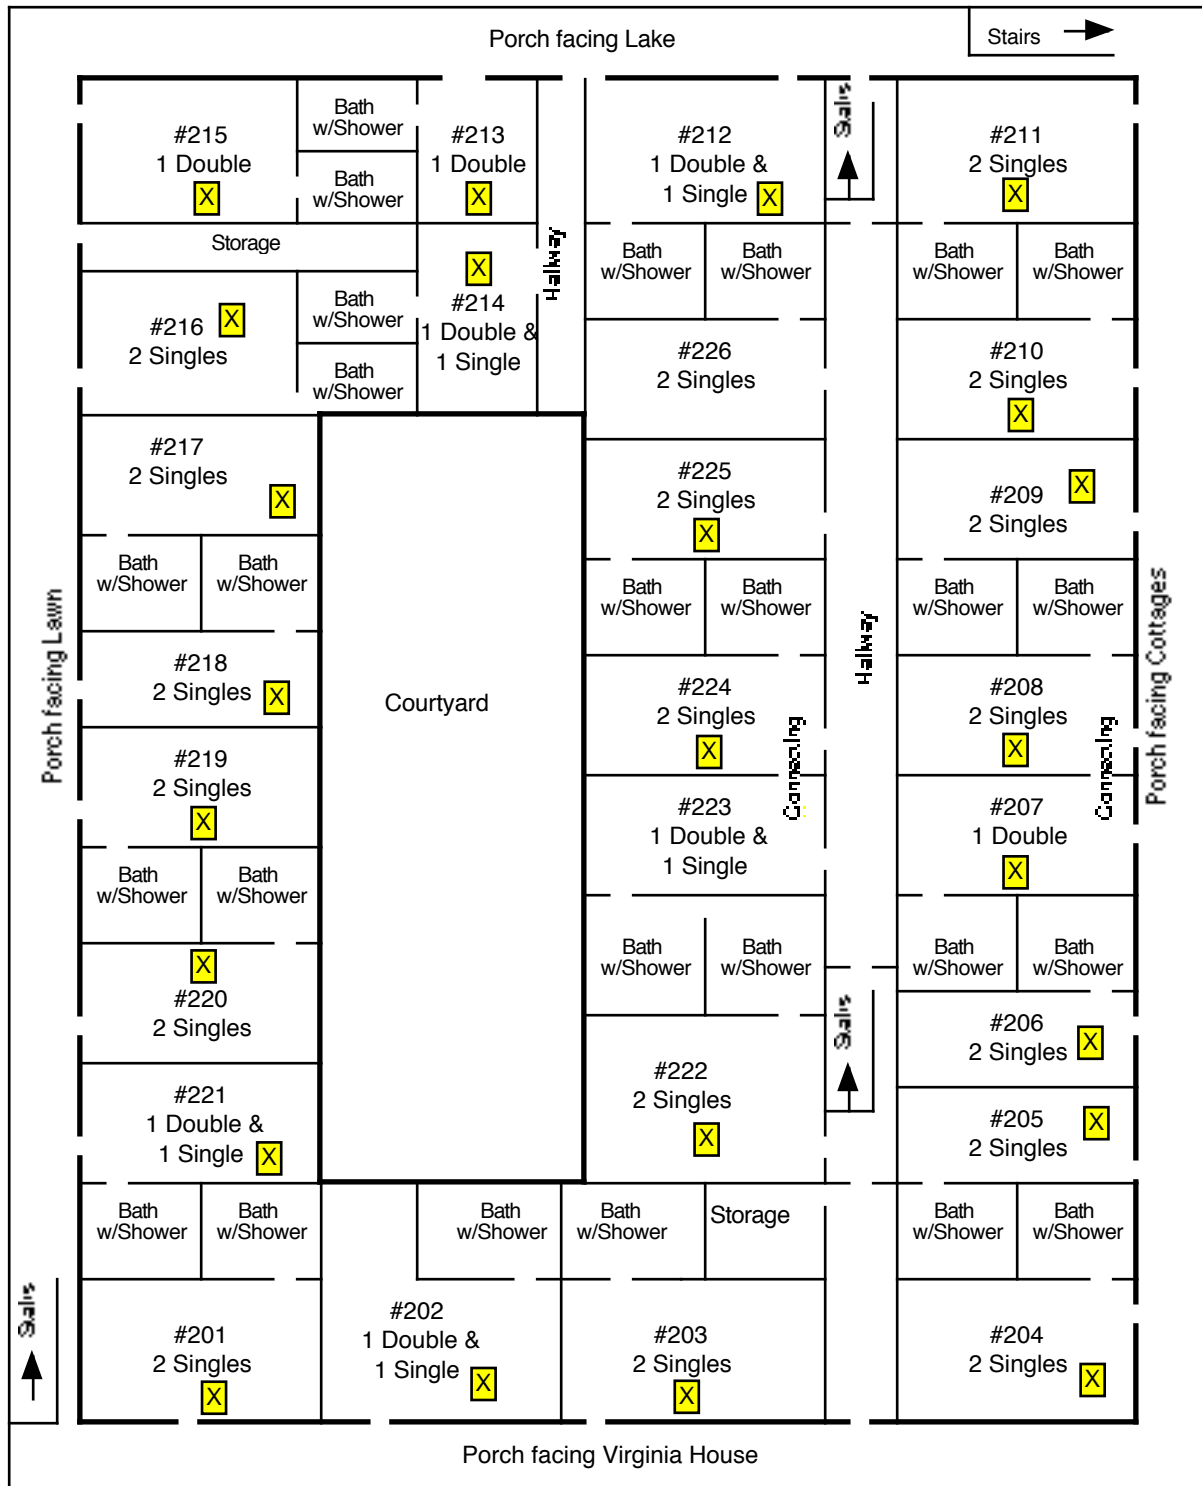 Porch facing Lake
Stairs
#215
1 Double
X
Bath
w/Shower
Bath
w/Shower
#213
1 Double
X
#212
1 Double &
1 Single X
Stairs
#211
2 Singles
X
Storage
X
#214
1 Double &
1 Single
Hallway
Bath
w/Shower
Bath
w/Shower
Bath
w/Shower
Bath
w/Shower
#216 X
2 Singles
Bath
w/Shower
Bath
w/Shower
#226
2 Singles
#210
2 Singles
X
#217
2 Singles
X
#225
2 Singles
X
#209 X
2 Singles
Bath
w/Shower
Bath
w/Shower
Bath
w/Shower
Bath
w/Shower
Bath
w/Shower
Bath
w/Shower
Porch facing Lawn
Courtyard
Hallway
Porch facing Cottages
#218
2 Singles X
#224
2 Singles
X
Connecting
#208
2 Singles
X
Connecting
#219
2 Singles
X
#223
1 Double &
1 Single
#207
1 Double
X
Bath
w/Shower
Bath
w/Shower
Bath
w/Shower
Bath
w/Shower
Bath
w/Shower
Bath
w/Shower
X
#220
2 Singles
Stairs
#206
2 Singles X
#221
1 Double &
1 Single X
#222
2 Singles
X
#205 X
2 Singles
Bath
w/Shower
Bath
w/Shower
Bath
w/Shower
Bath
w/Shower
Storage
Bath
w/Shower
Bath
w/Shower
Stairs
#201
2 Singles
X
#202
1 Double &
1 Single X
#203
2 Singles
X
#204
2 Singles
X
Porch facing Virginia House